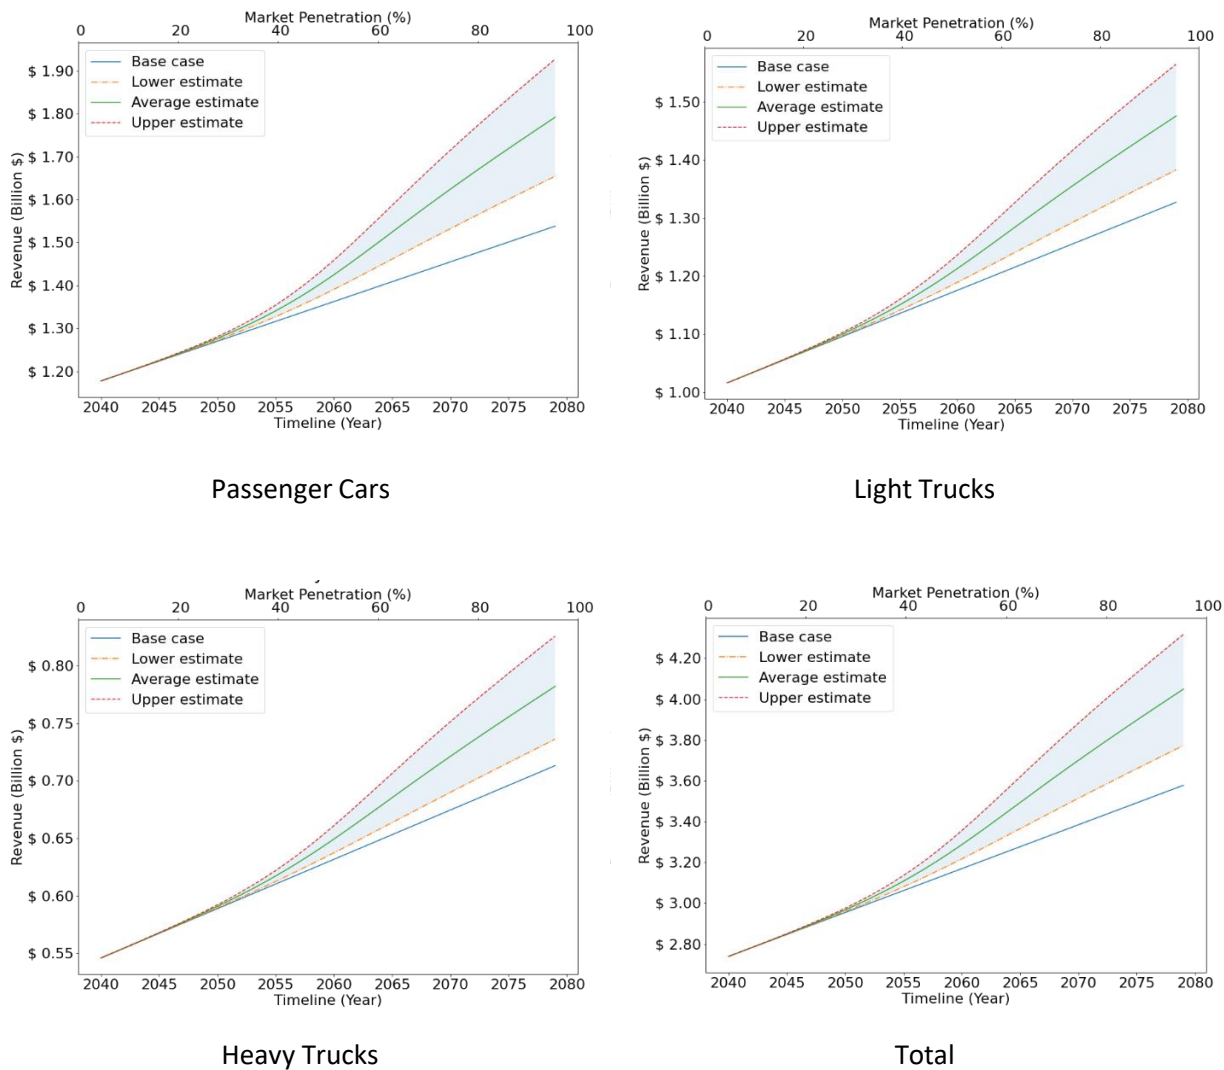 Market Penetration (%)
0 20 40 60 80 100
Base case
Lower estimate
Average estimate
Upper estimate
Revenue (Billion $)
$ 1.90
$ 1.80
$ 1.70
$ 1.60
$ 1.50
$ 1.40
$ 1.30
$ 1.20
2040 2045 2050 2055 2060 2065 2070 2075 2080
Timeline (Year)
Passenger Cars
Market Penetration (%)
0 20 40 60 80 100
Base case
Lower estimate
Average estimate
Upper estimate
Revenue (Billion $)
$ 1.50
$ 1.40
$ 1.30
$ 1.20
$ 1.10
$ 1.00
2040 2045 2050 2055 2060 2065 2070 2075 2080
Timeline (Year)
Light Trucks
Market Penetration (%)
0 20 40 60 80 100
Base case
Lower estimate
Average estimate
Upper estimate
Revenue (Billion $)
$ 0.80
$ 0.75
$ 0.70
$ 0.65
$ 0.60
$ 0.55
2040 2045 2050 2055 2060 2065 2070 2075 2080
Timeline (Year)
Heavy Trucks
Market Penetration (%)
0 20 40 60 80 100
Base case
Lower estimate
Average estimate
Upper estimate
Revenue (Billion $)
$ 4.20
$ 4.00
$ 3.80
$ 3.60
$ 3.40
$ 3.20
$ 3.00
$ 2.80
2040 2045 2050 2055 2060 2065 2070 2075 2080
Timeline (Year)
Total